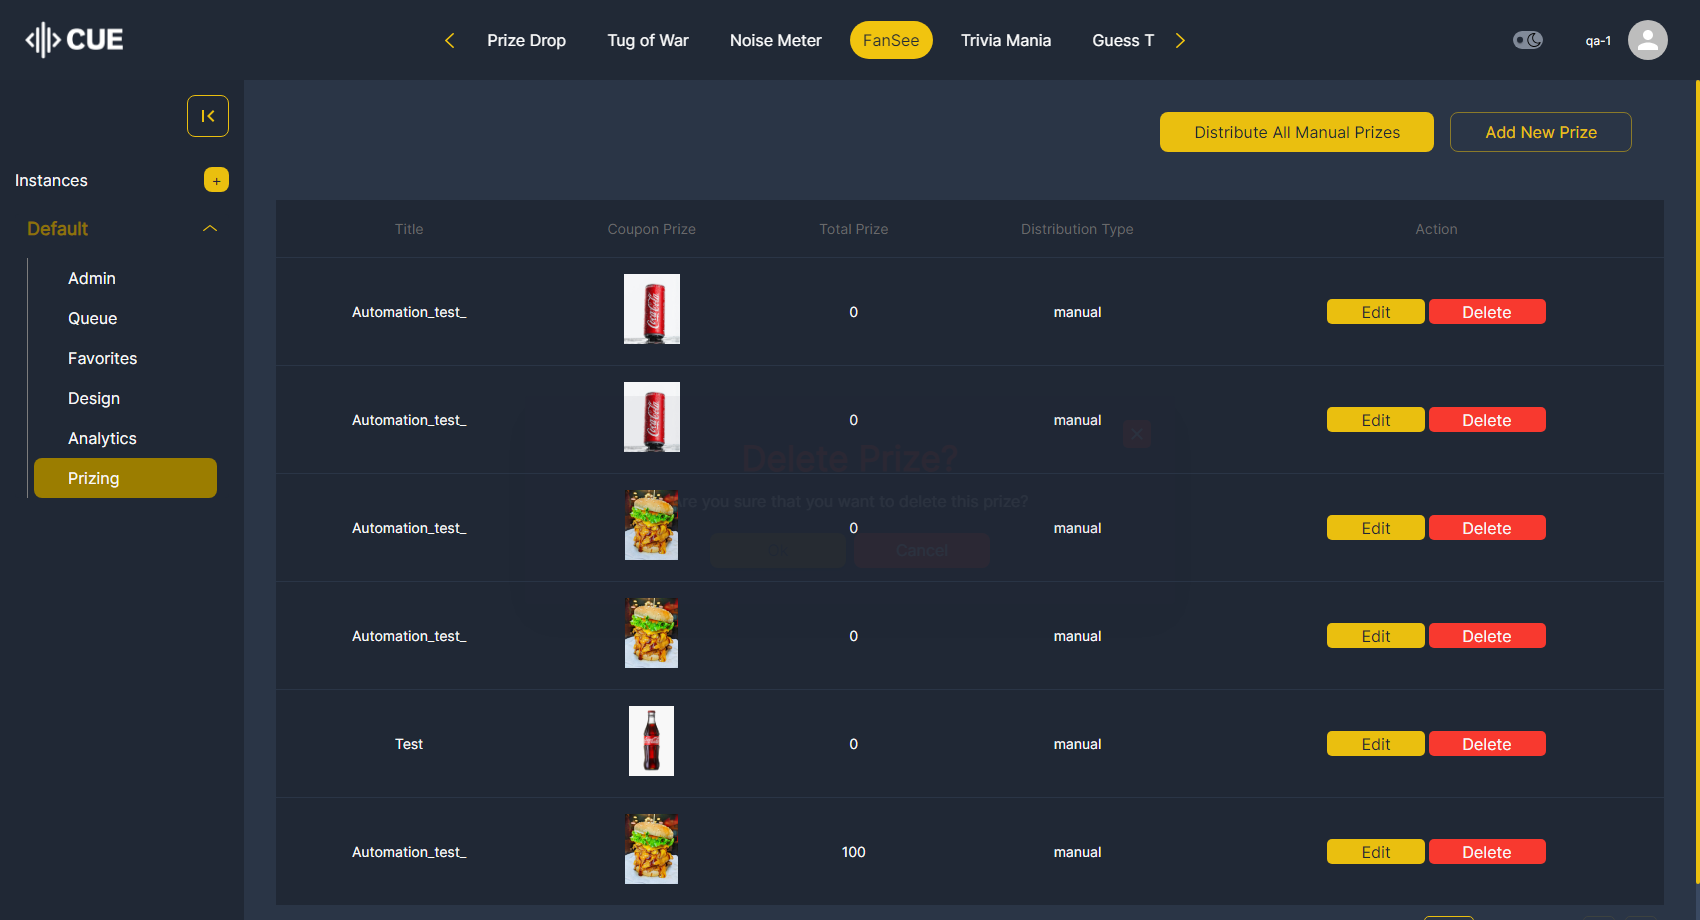 CUE
Prize Drop Tug of War Noise Meter FanSee Trivia Mania Guess T
qa-1
Distribute All Manual Prizes Add New Prize
Instances +
Default
Admin
Queue
Favorites
Design
Analytics
Prizing
Title Coupon Prize Total Prize Distribution Type Action
Automation_test_ 0 manual Edit Delete
Automation_test_ 0 manual Edit Delete
Delete Prize?
you sure that you want to delete this prize?
Cancel
Automation_test_ 0 manual Edit Delete
Automation_test_ 0 manual Edit Delete
Test 0 manual Edit Delete
Automation_test_ 100 manual Edit Delete